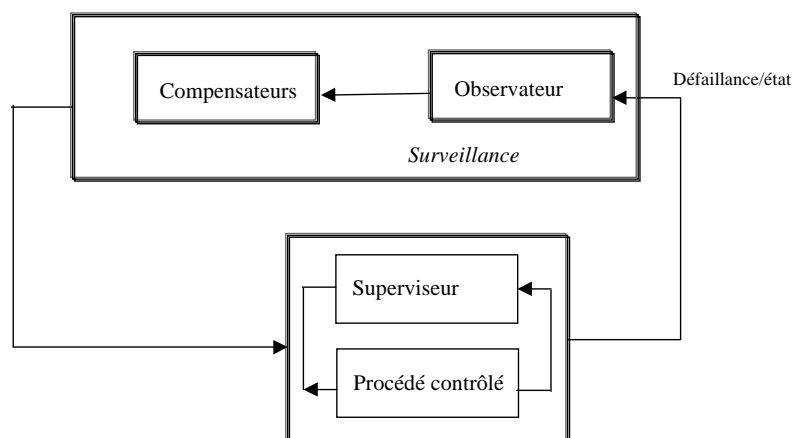 Compensateurs
Observateur
Défaillance/état
Surveillance
Superviseur
Procédé contrôlé